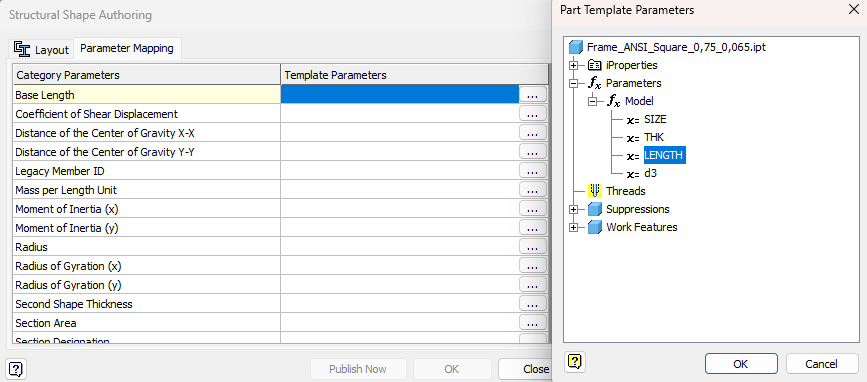 Structural Shape Authoring
Layout
Parameter Mapping
Category Parameters Template Parameters
Base Length ...
Coefficient of Shear Displacement ...
Distance of the Center of Gravity X-X ...
Distance of the Center of Gravity Y-Y ...
Legacy Member ID ...
Mass per Length Unit ...
Moment of Inertia (x) ...
Moment of Inertia (y) ...
Radius ...
Radius of Gyration (x) ...
Radius of Gyration (y) ...
Second Shape Thickness ...
Section Area ...
Section Designation
?
Publish Now
OK
Close
Part Template Parameters
Frame_ANSI_Square_0,75_0,065.ipt
iProperties
fx Parameters
fx Model
x= SIZE
x= THK
x= LENGTH
x= d3
Threads
Suppressions
Work Features
?
OK
Cancel